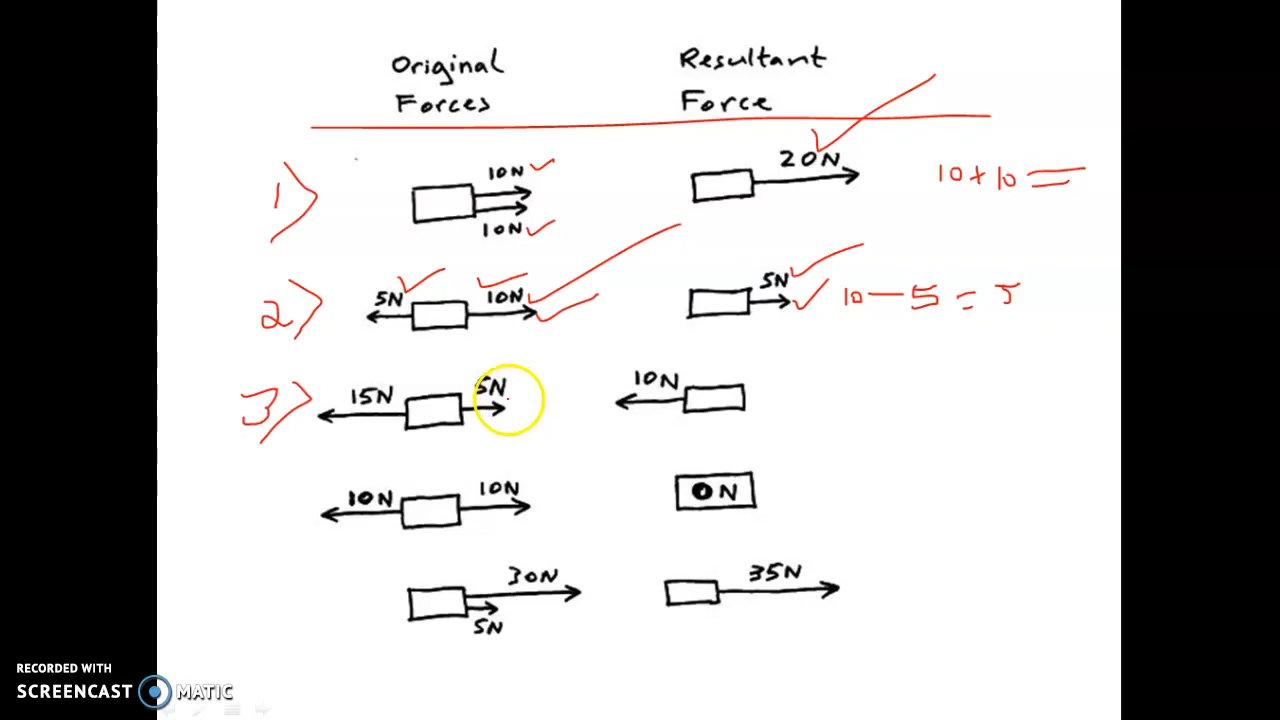 Original Forces
Resultant Force
1)
10N
10N
20N
10 + 10 =
2)
5N
10N
5N
10 - 5 = 5
3)
15N
5N
10N
10N
10N
0N
30N
5N
35N
RECORDED WITH
SCREENCAST MATIC